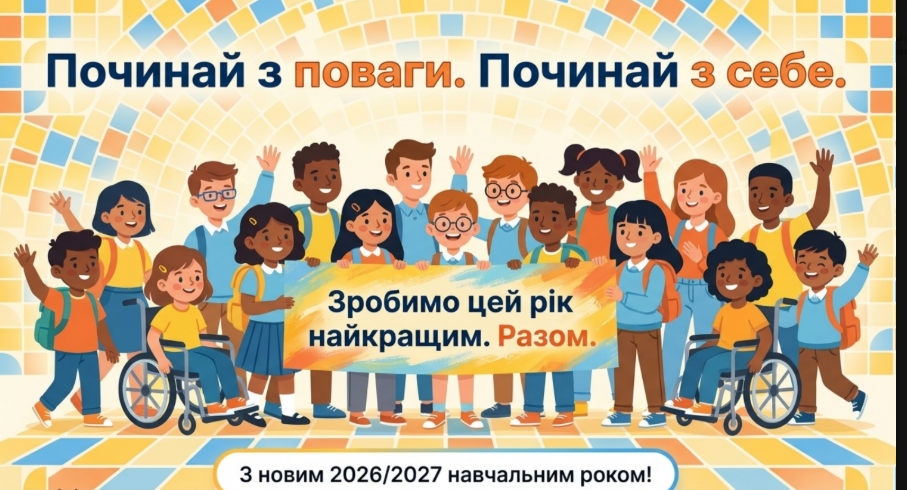 Починай з поваги. Починай з себе.
Зробимо цей рік
найкращим. Разом.
З новим 2026/2027 навчальним роком!